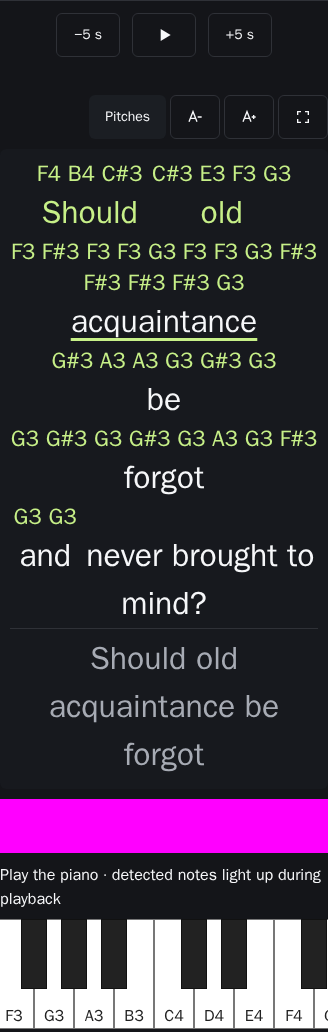 −5 s
+5 s
Pitches
A-
A+
F4 B4 C#3 C#3 E3 F3 G3
Should old
F3 F#3 F3 F3 G3 F3 F3 G3 F#3
F#3 F#3 F#3 G3
acquaintance
G#3 A3 A3 G3 G#3 G3
be
G3 G#3 G3 G#3 G3 A3 G3 F#3
forgot
G3 G3
and never brought to
mind?
Should old
acquaintance be
forgot
Play the piano · detected notes light up during
playback
F3 G3 A3 B3 C4 D4 E4 F4